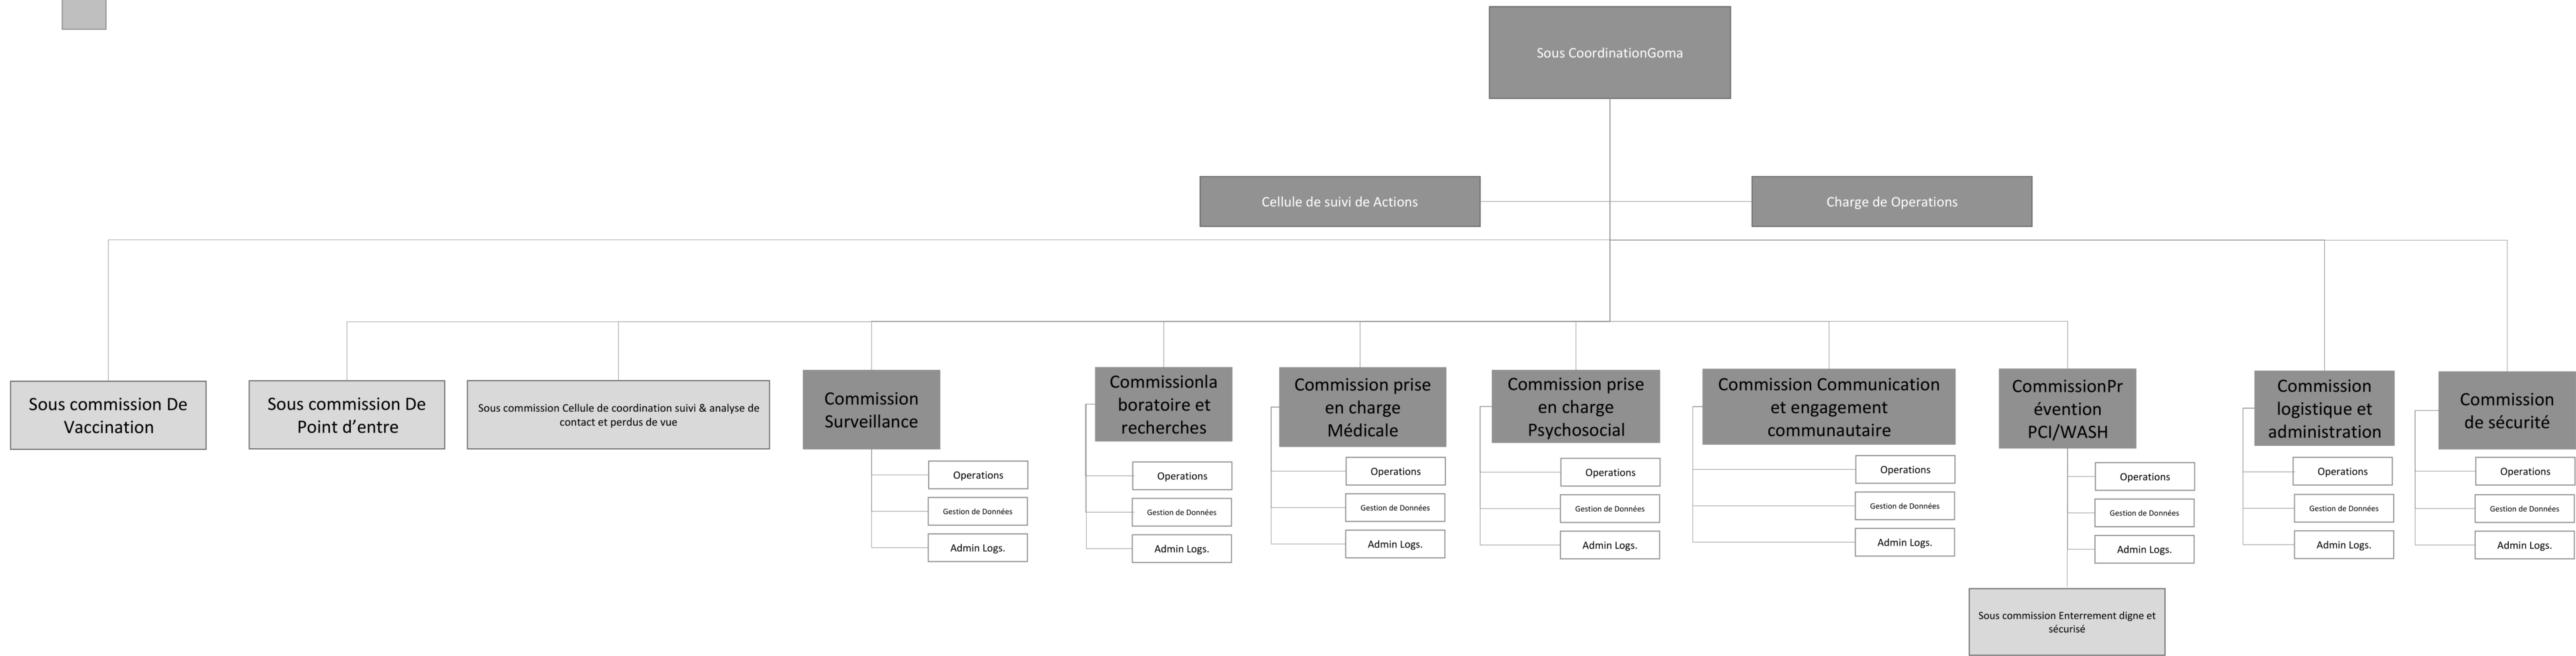 Sous CoordinationGoma
Cellule de suivi de Actions
Charge de Operations
Sous commission De
Vaccination
Sous commission De
Point d’entre
Sous commission Cellule de coordination suivi & analyse de
contact et perdus de vue
Commission
Surveillance
Operations
Gestion de Données
Admin Logs.
Commissionla
boratoire et
recherches
Operations
Gestion de Données
Admin Logs.
Commission prise
en charge
Médicale
Operations
Gestion de Données
Admin Logs.
Commission prise
en charge
Psychosocial
Operations
Gestion de Données
Admin Logs.
Commission Communication
et engagement
communautaire
Operations
Gestion de Données
Admin Logs.
CommissionPr
évention
PCI/WASH
Operations
Gestion de Données
Admin Logs.
Sous commission Enterrement digne et
sécurisé
Commission
logistique et
administration
Operations
Gestion de Données
Admin Logs.
Commission
de sécurité
Operations
Gestion de Données
Admin Logs.